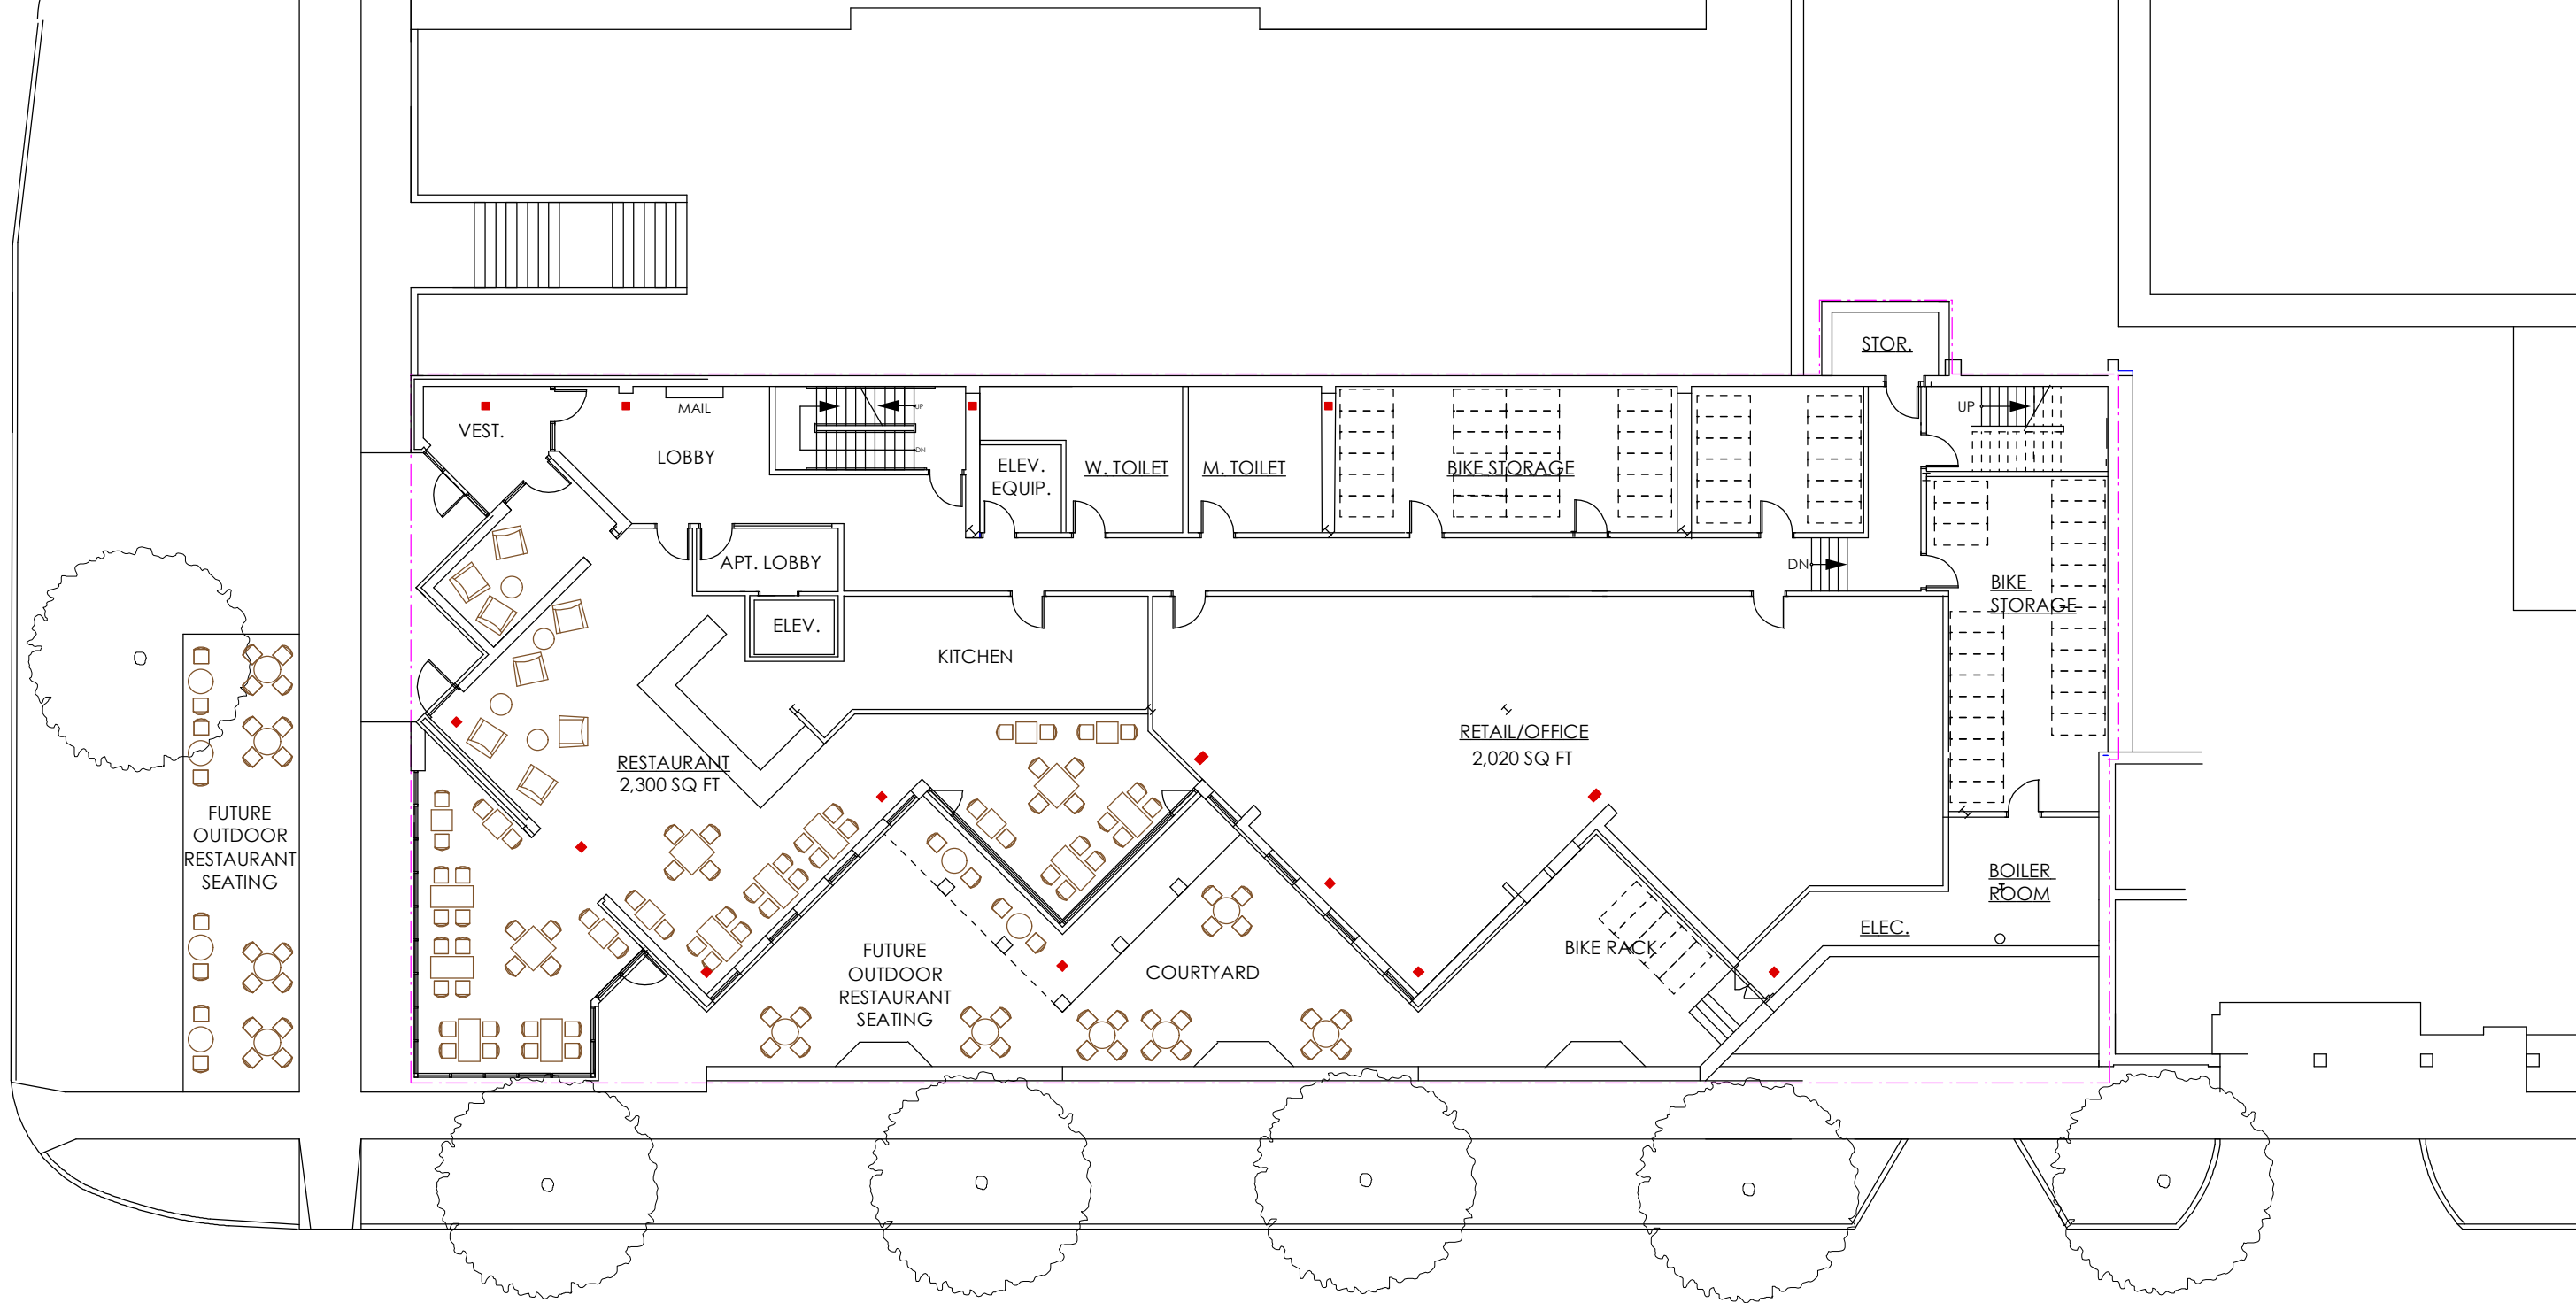 STOR.
MAIL
UP
UP
VEST.
DN
LOBBY
ELEV.
EQUIP.
W. TOILET
M. TOILET
BIKE STORAGE
APT. LOBBY
DN
BIKE
STORAGE
ELEV.
KITCHEN
RETAIL/OFFICE
2,020 SQ FT
RESTAURANT
2,300 SQ FT
FUTURE
OUTDOOR
RESTAURANT
SEATING
BOILER
ROOM
ELEC.
FUTURE
OUTDOOR
RESTAURANT
SEATING
COURTYARD
BIKE RACK